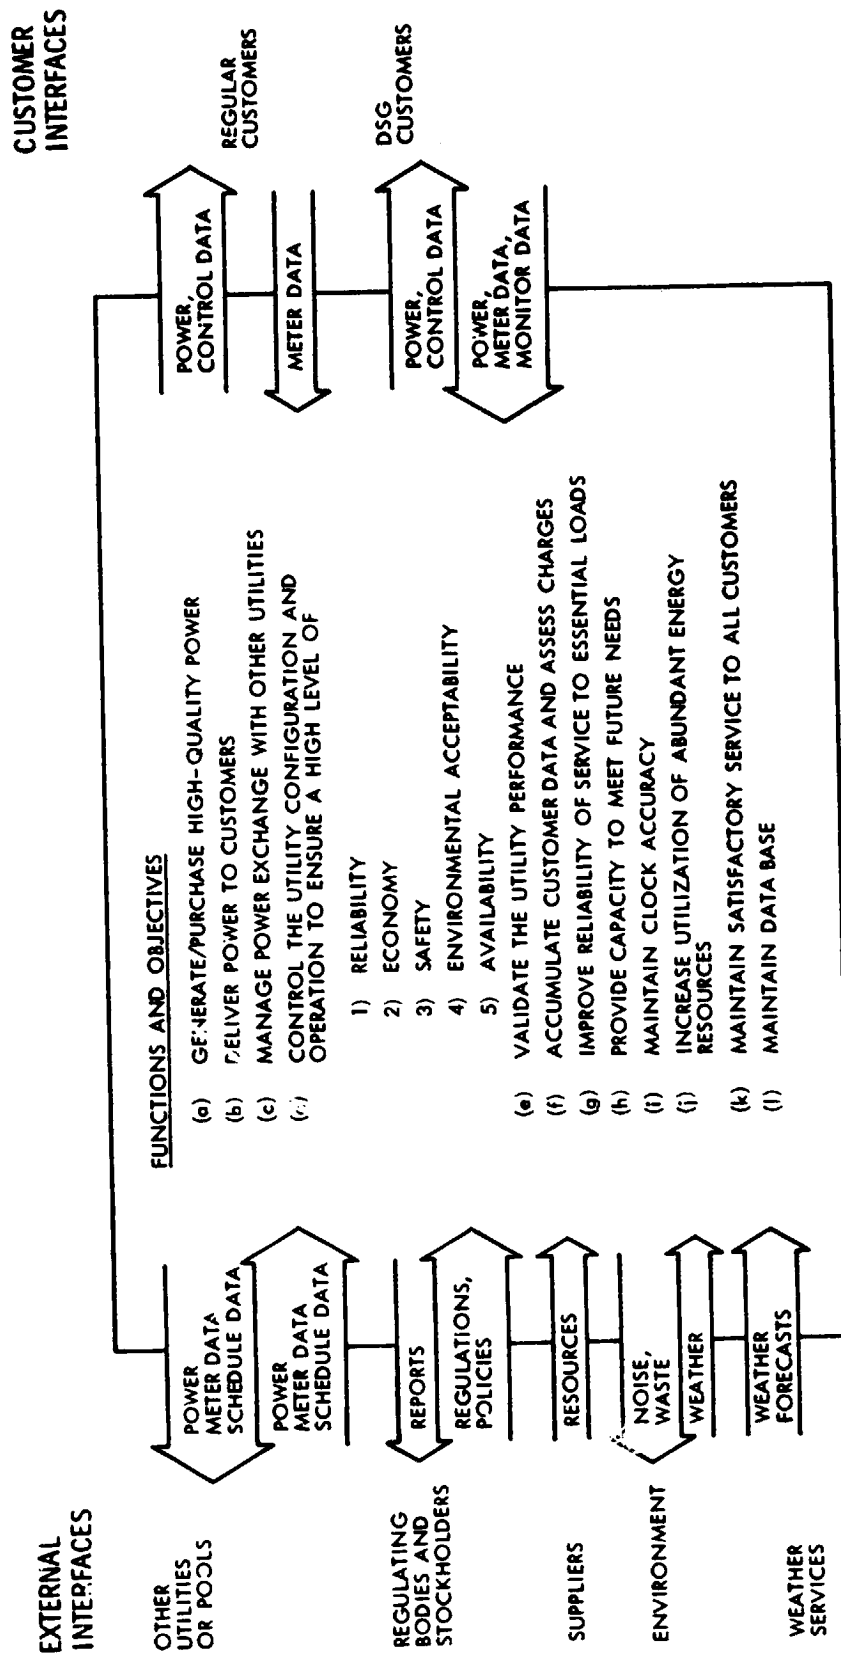 EXTERNAL
INTERFACES
OTHER
UTILITIES
OR POOLS
POWER
METER DATA
SCHEDULE DATA
POWER
METER DATA
SCHEDULE DATA
REGULATING
BODIES AND
STOCKHOLDERS
REPORTS
REGULATIONS,
POLICIES
SUPPLIERS
RESOURCES
ENVIRONMENT
NOISE,
WASTE
WEATHER
WEATHER
SERVICES
WEATHER
FORECASTS
FUNCTIONS AND OBJECTIVES
(a) GENERATE/PURCHASE HIGH-QUALITY POWER
(b) DELIVER POWER TO CUSTOMERS
(c) MANAGE POWER EXCHANGE WITH OTHER UTILITIES
(d) CONTROL THE UTILITY CONFIGURATION AND
OPERATION TO ENSURE A HIGH LEVEL OF
1) RELIABILITY
2) ECONOMY
3) SAFETY
4) ENVIRONMENTAL ACCEPTABILITY
5) AVAILABILITY
(e) VALIDATE THE UTILITY PERFORMANCE
(f) ACCUMULATE CUSTOMER DATA AND ASSESS CHARGES
(g) IMPROVE RELIABILITY OF SERVICE TO ESSENTIAL LOADS
(h) PROVIDE CAPACITY TO MEET FUTURE NEEDS
(i) MAINTAIN CLOCK ACCURACY
(j) INCREASE UTILIZATION OF ABUNDANT ENERGY
RESOURCES
(k) MAINTAIN SATISFACTORY SERVICE TO ALL CUSTOMERS
(l) MAINTAIN DATA BASE
CUSTOMER
INTERFACES
POWER,
CONTROL DATA
REGULAR
CUSTOMERS
METER DATA
POWER,
CONTROL DATA
DSG
CUSTOMERS
POWER,
METER DATA,
MONITOR DATA